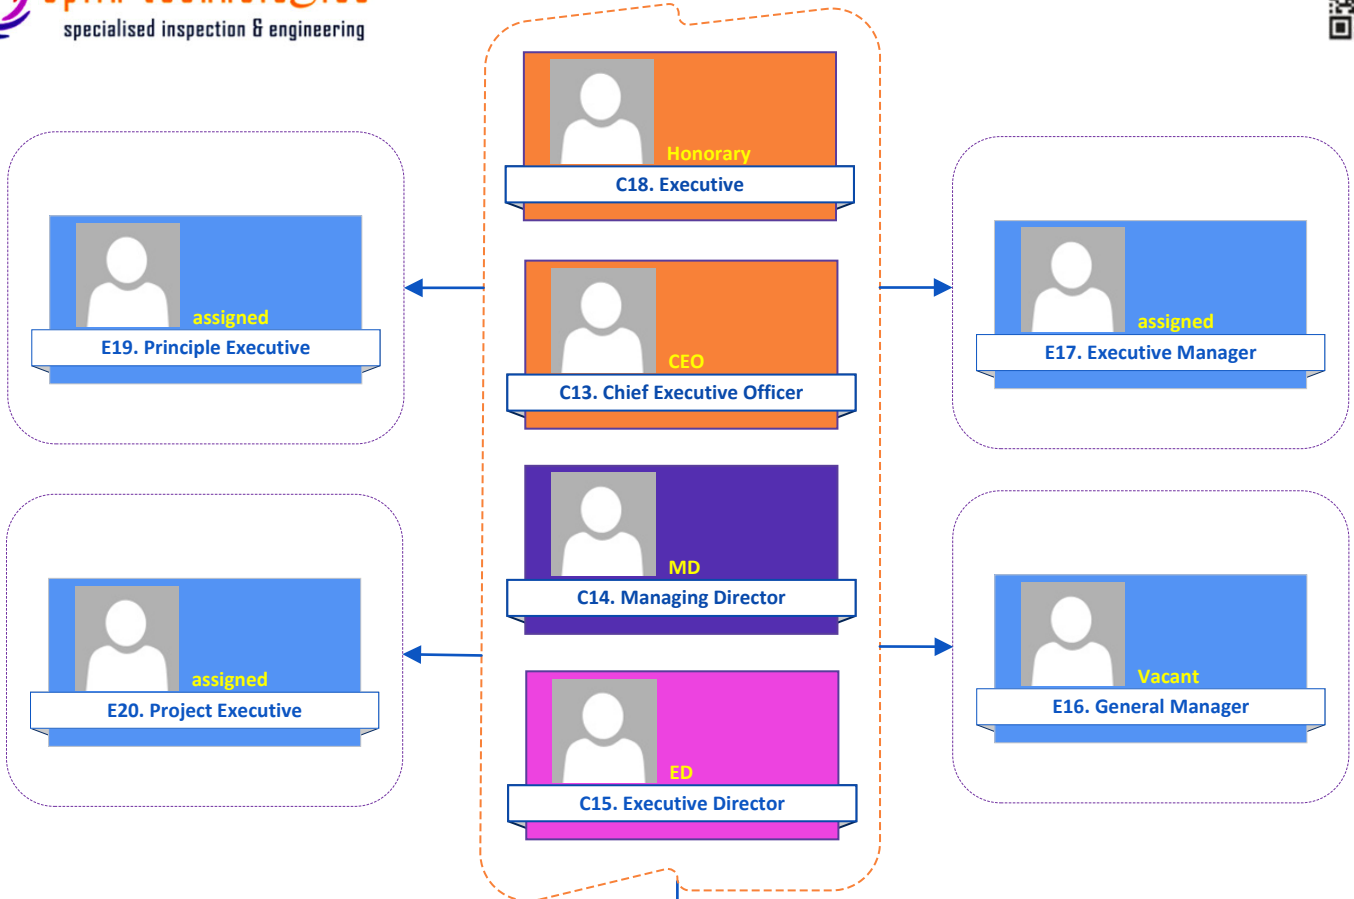 specialised inspection & engineering
Honorary
C18. Executive
assigned
E19. Principle Executive
CEO
C13. Chief Executive Officer
assigned
E17. Executive Manager
MD
C14. Managing Director
assigned
E20. Project Executive
Vacant
E16. General Manager
ED
C15. Executive Director